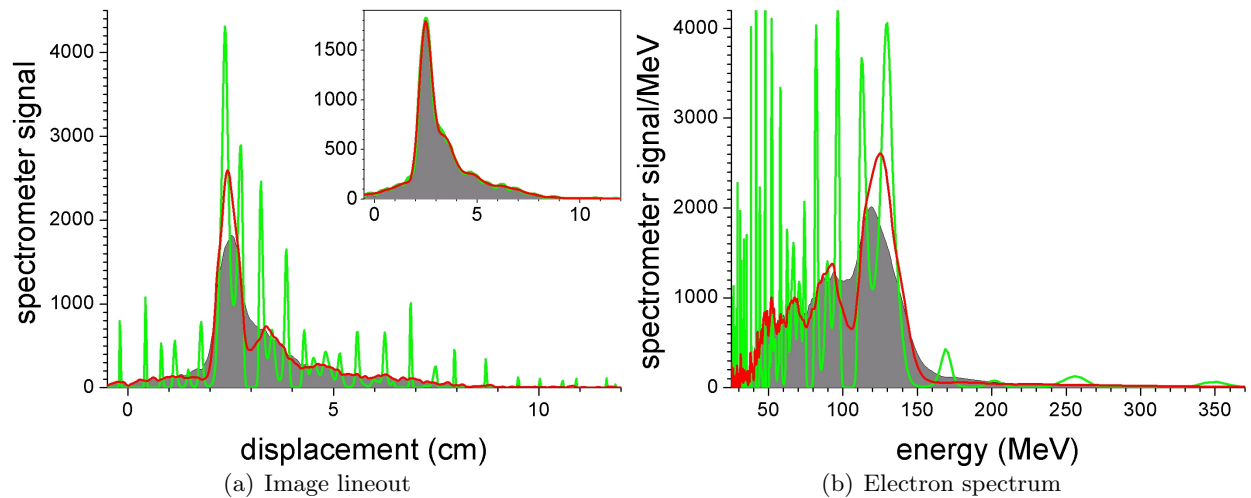 spectrometer signal
4000
3000
2000
1000
0
0 5 10
displacement (cm)
1500
1000
500
0
0 5 10
(a) Image lineout
spectrometer signal/MeV
4000
3000
2000
1000
0
50 100 150 200 250 300 350
energy (MeV)
(b) Electron spectrum